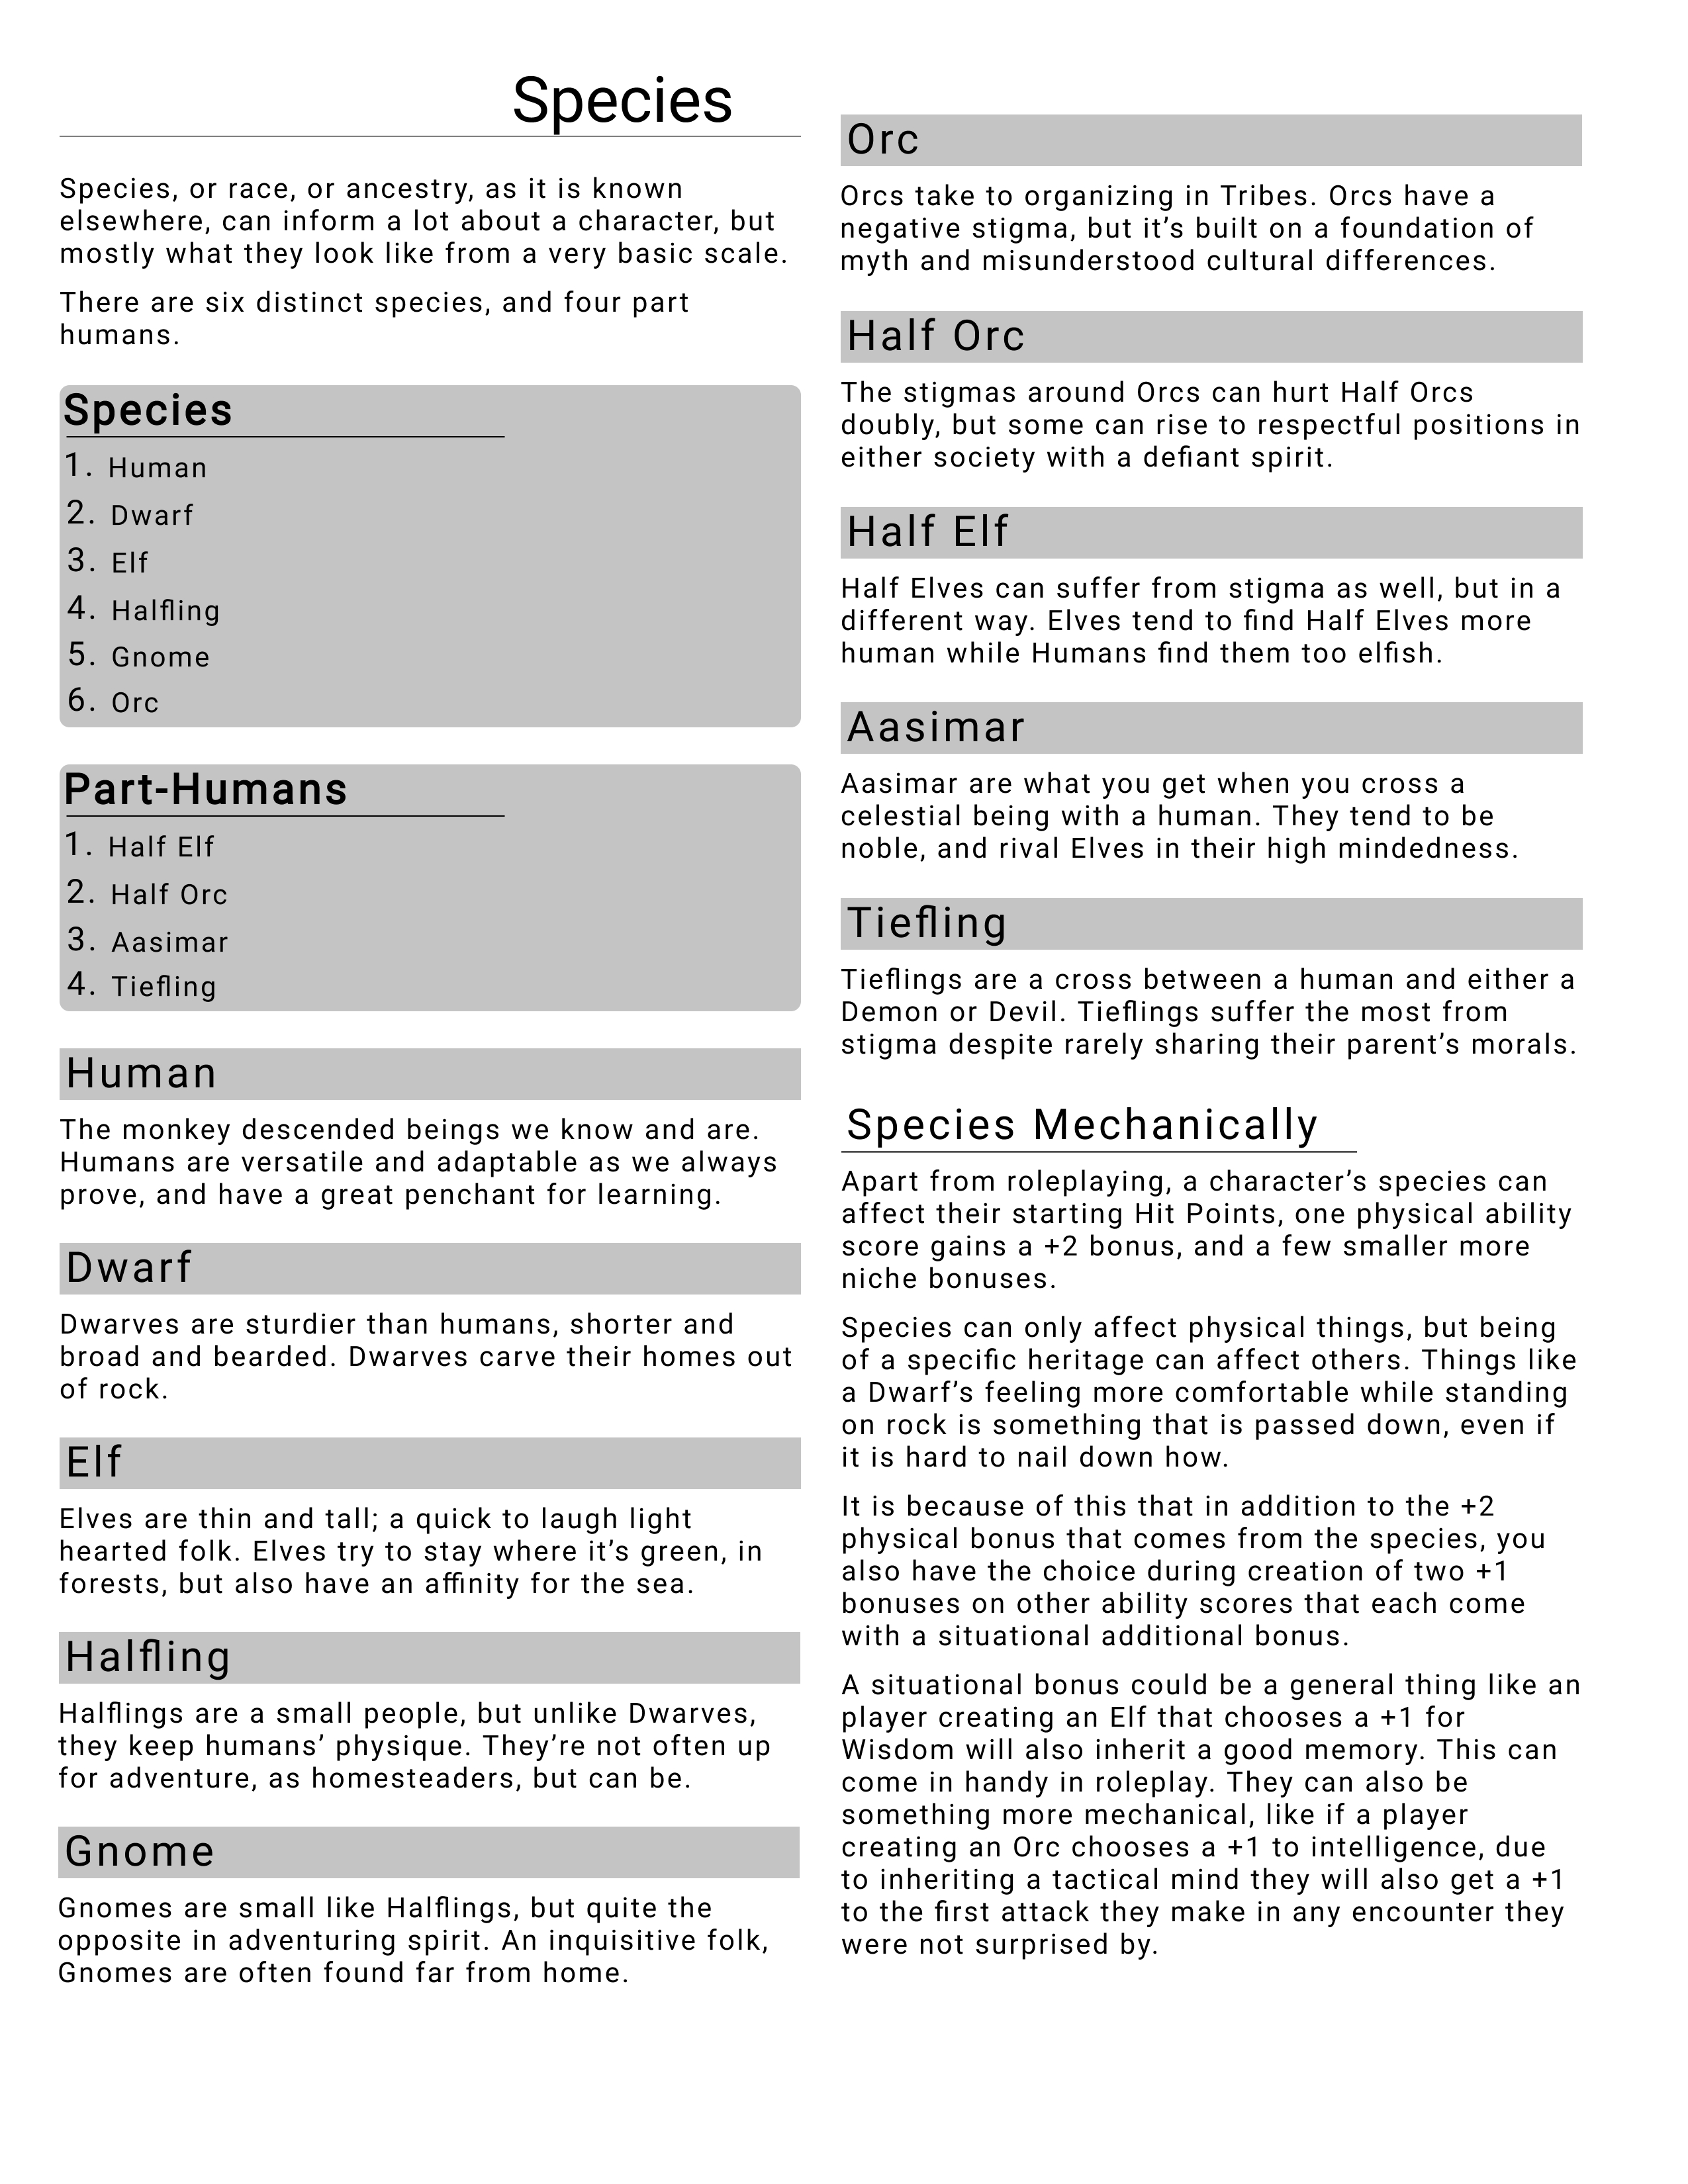 Species
Species, or race, or ancestry, as it is known
elsewhere, can inform a lot about a character, but
mostly what they look like from a very basic scale.
There are six distinct species, and four part
humans.
Species
1. Human
2. Dwarf
3. Elf
4. Halfling
5. Gnome
6. Orc
Part-Humans
1. Half Elf
2. Half Orc
3. Aasimar
4. Tiefling
Human
The monkey descended beings we know and are.
Humans are versatile and adaptable as we always
prove, and have a great penchant for learning.
Dwarf
Dwarves are sturdier than humans, shorter and
broad and bearded. Dwarves carve their homes out
of rock.
Elf
Elves are thin and tall; a quick to laugh light
hearted folk. Elves try to stay where it’s green, in
forests, but also have an affinity for the sea.
Halfling
Halflings are a small people, but unlike Dwarves,
they keep humans’ physique. They’re not often up
for adventure, as homesteaders, but can be.
Gnome
Gnomes are small like Halflings, but quite the
opposite in adventuring spirit. An inquisitive folk,
Gnomes are often found far from home.
Orc
Orcs take to organizing in Tribes. Orcs have a
negative stigma, but it’s built on a foundation of
myth and misunderstood cultural differences.
Half Orc
The stigmas around Orcs can hurt Half Orcs
doubly, but some can rise to respectful positions in
either society with a defiant spirit.
Half Elf
Half Elves can suffer from stigma as well, but in a
different way. Elves tend to find Half Elves more
human while Humans find them too elfish.
Aasimar
Aasimar are what you get when you cross a
celestial being with a human. They tend to be
noble, and rival Elves in their high mindedness.
Tiefling
Tieflings are a cross between a human and either a
Demon or Devil. Tieflings suffer the most from
stigma despite rarely sharing their parent’s morals.
Species Mechanically
Apart from roleplaying, a character’s species can
affect their starting Hit Points, one physical ability
score gains a +2 bonus, and a few smaller more
niche bonuses.
Species can only affect physical things, but being
of a specific heritage can affect others. Things like
a Dwarf’s feeling more comfortable while standing
on rock is something that is passed down, even if
it is hard to nail down how.
It is because of this that in addition to the +2
physical bonus that comes from the species, you
also have the choice during creation of two +1
bonuses on other ability scores that each come
with a situational additional bonus.
A situational bonus could be a general thing like an
player creating an Elf that chooses a +1 for
Wisdom will also inherit a good memory. This can
come in handy in roleplay. They can also be
something more mechanical, like if a player
creating an Orc chooses a +1 to intelligence, due
to inheriting a tactical mind they will also get a +1
to the first attack they make in any encounter they
were not surprised by.